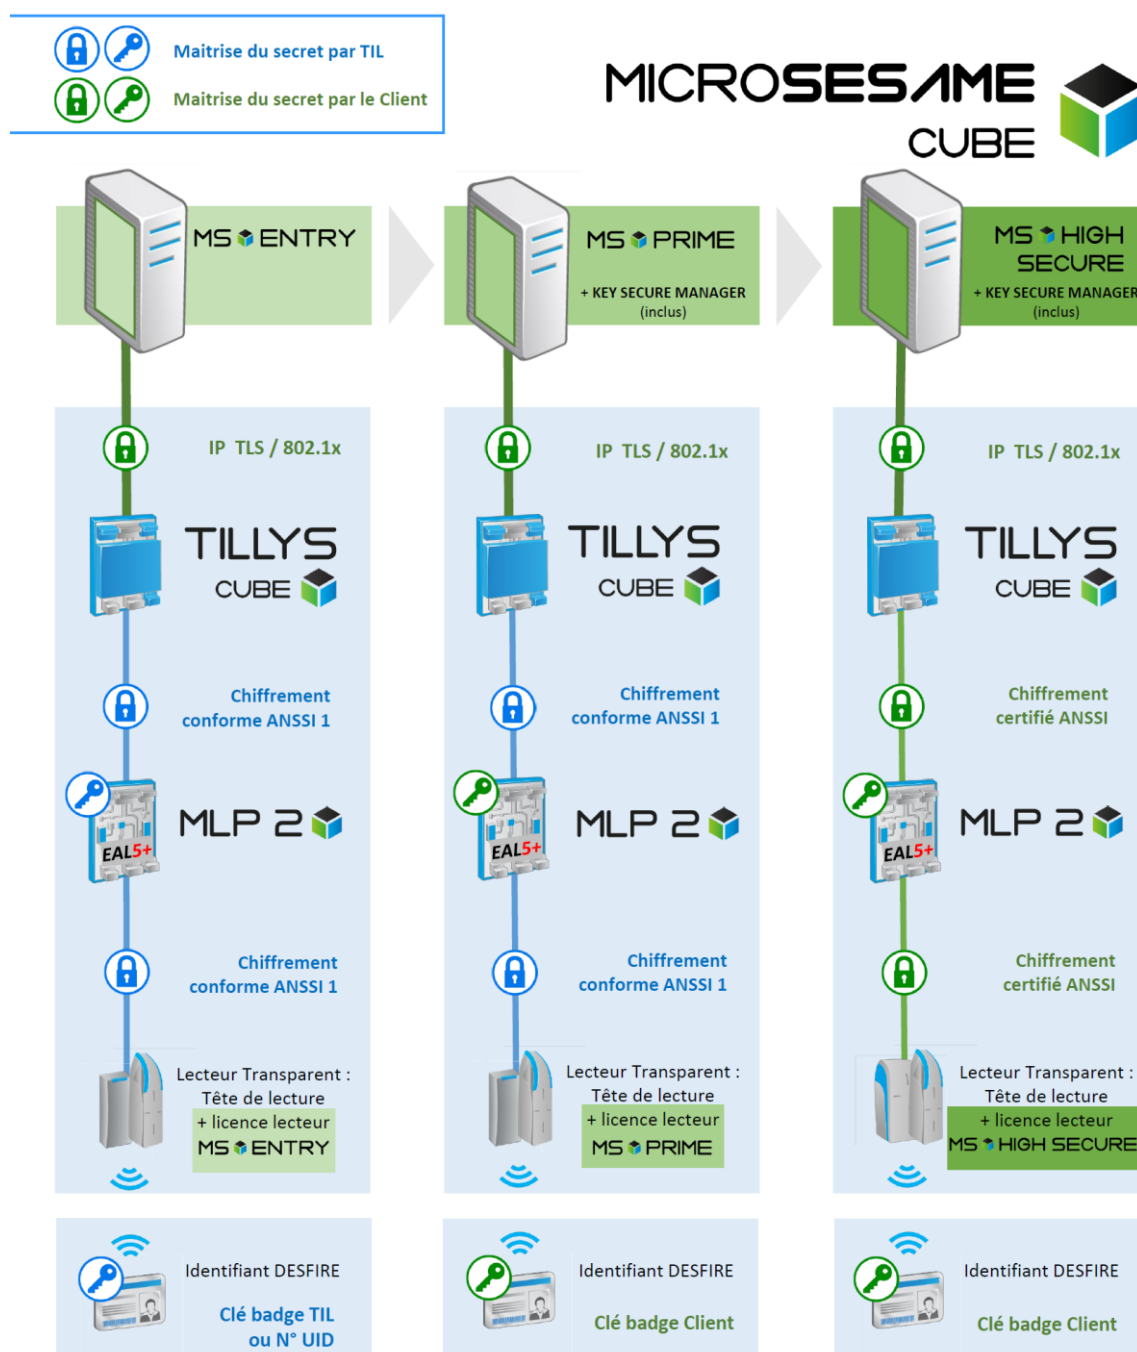 Maitrise du secret par TIL
Maitrise du secret par le Client
MICROSESAME
CUBE
MS ENTRY
MS PRIME
+ KEY SECURE MANAGER
(inclus)
MS HIGH
SECURE
+ KEY SECURE MANAGER
(inclus)
IP TLS / 802.1x
IP TLS / 802.1x
IP TLS / 802.1x
TILLYS
CUBE
TILLYS
CUBE
TILLYS
CUBE
Chiffrement
conforme ANSSI 1
Chiffrement
conforme ANSSI 1
Chiffrement
certifié ANSSI
MLP 2
EAL5+
MLP 2
EAL5+
MLP 2
EAL5+
Chiffrement
conforme ANSSI 1
Chiffrement
conforme ANSSI 1
Chiffrement
certifié ANSSI
Lecteur Transparent :
Tête de lecture
+ licence lecteur
MS ENTRY
Lecteur Transparent :
Tête de lecture
+ licence lecteur
MS PRIME
Lecteur Transparent :
Tête de lecture
+ licence lecteur
MS HIGH SECURE
Identifiant DESFIRE
Clé badge TIL
ou N° UID
Identifiant DESFIRE
Clé badge Client
Identifiant DESFIRE
Clé badge Client